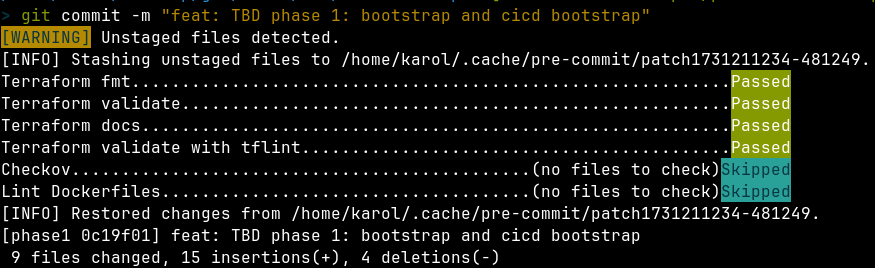 > git commit -m "feat: TBD phase 1: bootstrap and cicd bootstrap"
[WARNING] Unstaged files detected.
[INFO] Stashing unstaged files to /home/karol/.cache/pre-commit/patch1731211234-481249.
Terraform fmt............................................................Passed
Terraform validate.......................................................Passed
Terraform docs...........................................................Passed
Terraform validate with tflint...........................................Passed
Checkov..............................................(no files to check)Skipped
Lint Dockerfiles.....................................(no files to check)Skipped
[INFO] Restored changes from /home/karol/.cache/pre-commit/patch1731211234-481249.
[phase1 0c19f01] feat: TBD phase 1: bootstrap and cicd bootstrap
9 files changed, 15 insertions(+), 4 deletions(-)